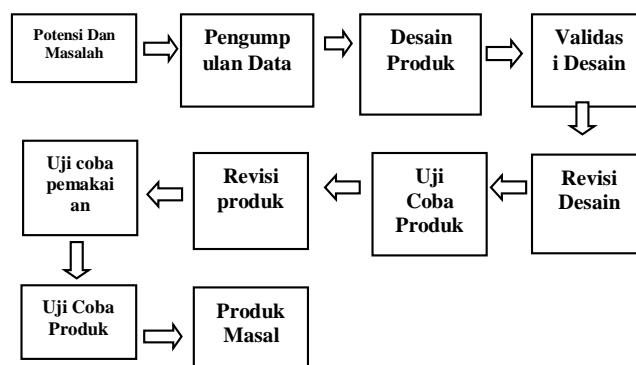 Potensi Dan
Masalah
Pengump
ulan Data
Desain
Produk
Validas
i Desain
Revisi
Desain
Uji
Coba
Produk
Revisi
produk
Uji coba
pemakai
an
Uji Coba
Produk
Produk
Masal